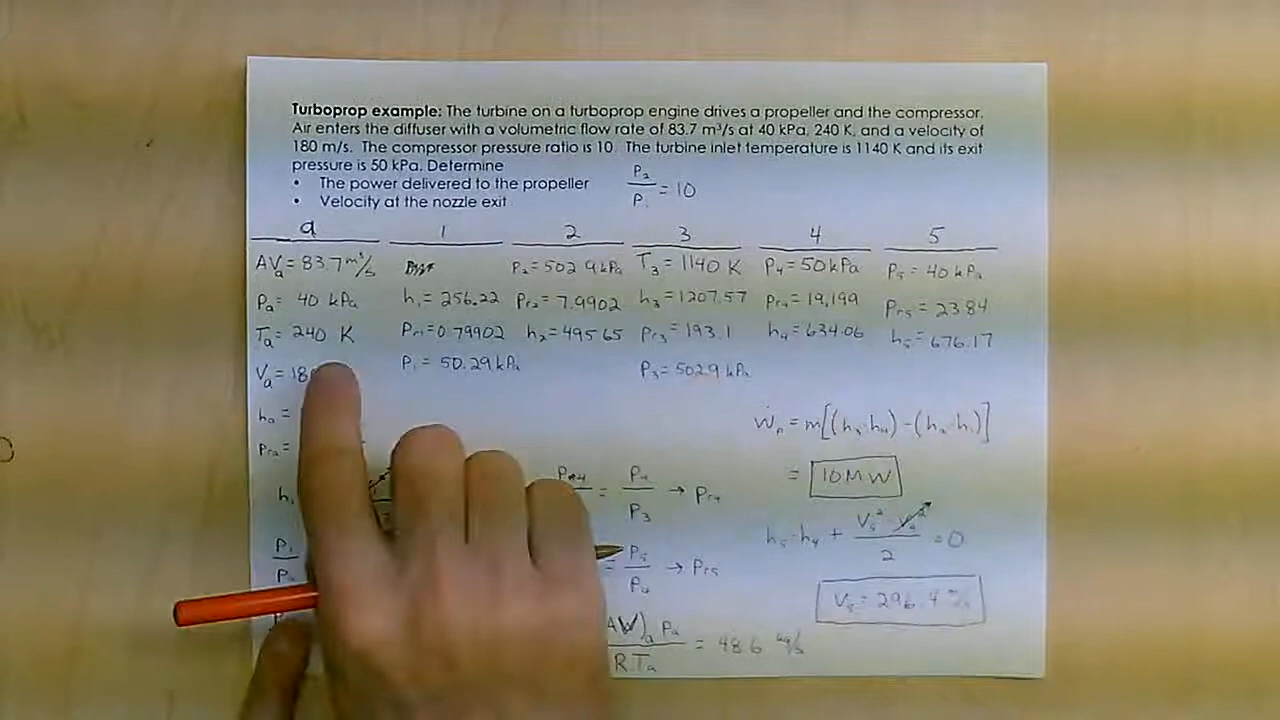 Turboprop example: The turbine on a turboprop engine drives a propeller and the compressor.
Air enters the diffuser with a volumetric flow rate of 83.7 m³/s at 40 kPa, 240 K, and a velocity of
180 m/s. The compressor pressure ratio is 10. The turbine inlet temperature is 1140 K and its exit
pressure is 50 kPa. Determine
• The power delivered to the propeller
• Velocity at the nozzle exit
P₂/P₁ = 10
a 1 2 3 4 5
AVₐ = 83.7 m³/s P₂ = 502.9 kPa T₃ = 1140 K P₄ = 50 kPa P₅ = 40 kPa
Pₐ = 40 kPa h₁ = 256.22 Pr₂ = 7.9902 h₃ = 1207.57 Pr₄ = 19.199 Pr₅ = 23.84
Tₐ = 240 K Pr₁ = 0.79902 h₂ = 495.65 Pr₃ = 193.1 h₄ = 634.06 h₅ = 676.17
Vₐ = 18 P₁ = 50.29 kPa P₃ = 502.9 kPa
hₐ =
Prₐ =
Ẇₚ = m[(h₃-h₄) - (h₂-h₁)]
= 10 MW
h₁
Pr₄ = P₄/P₃ → Pr₄
h₅-h₄ + (V₅²-V₄²)/2 = 0
P₁/Pₐ
= P₅/P₄ → Pr₅
V₅ = 296.4 m/s
AV)ₐ Pₐ/RTₐ = 48.6 kg/s